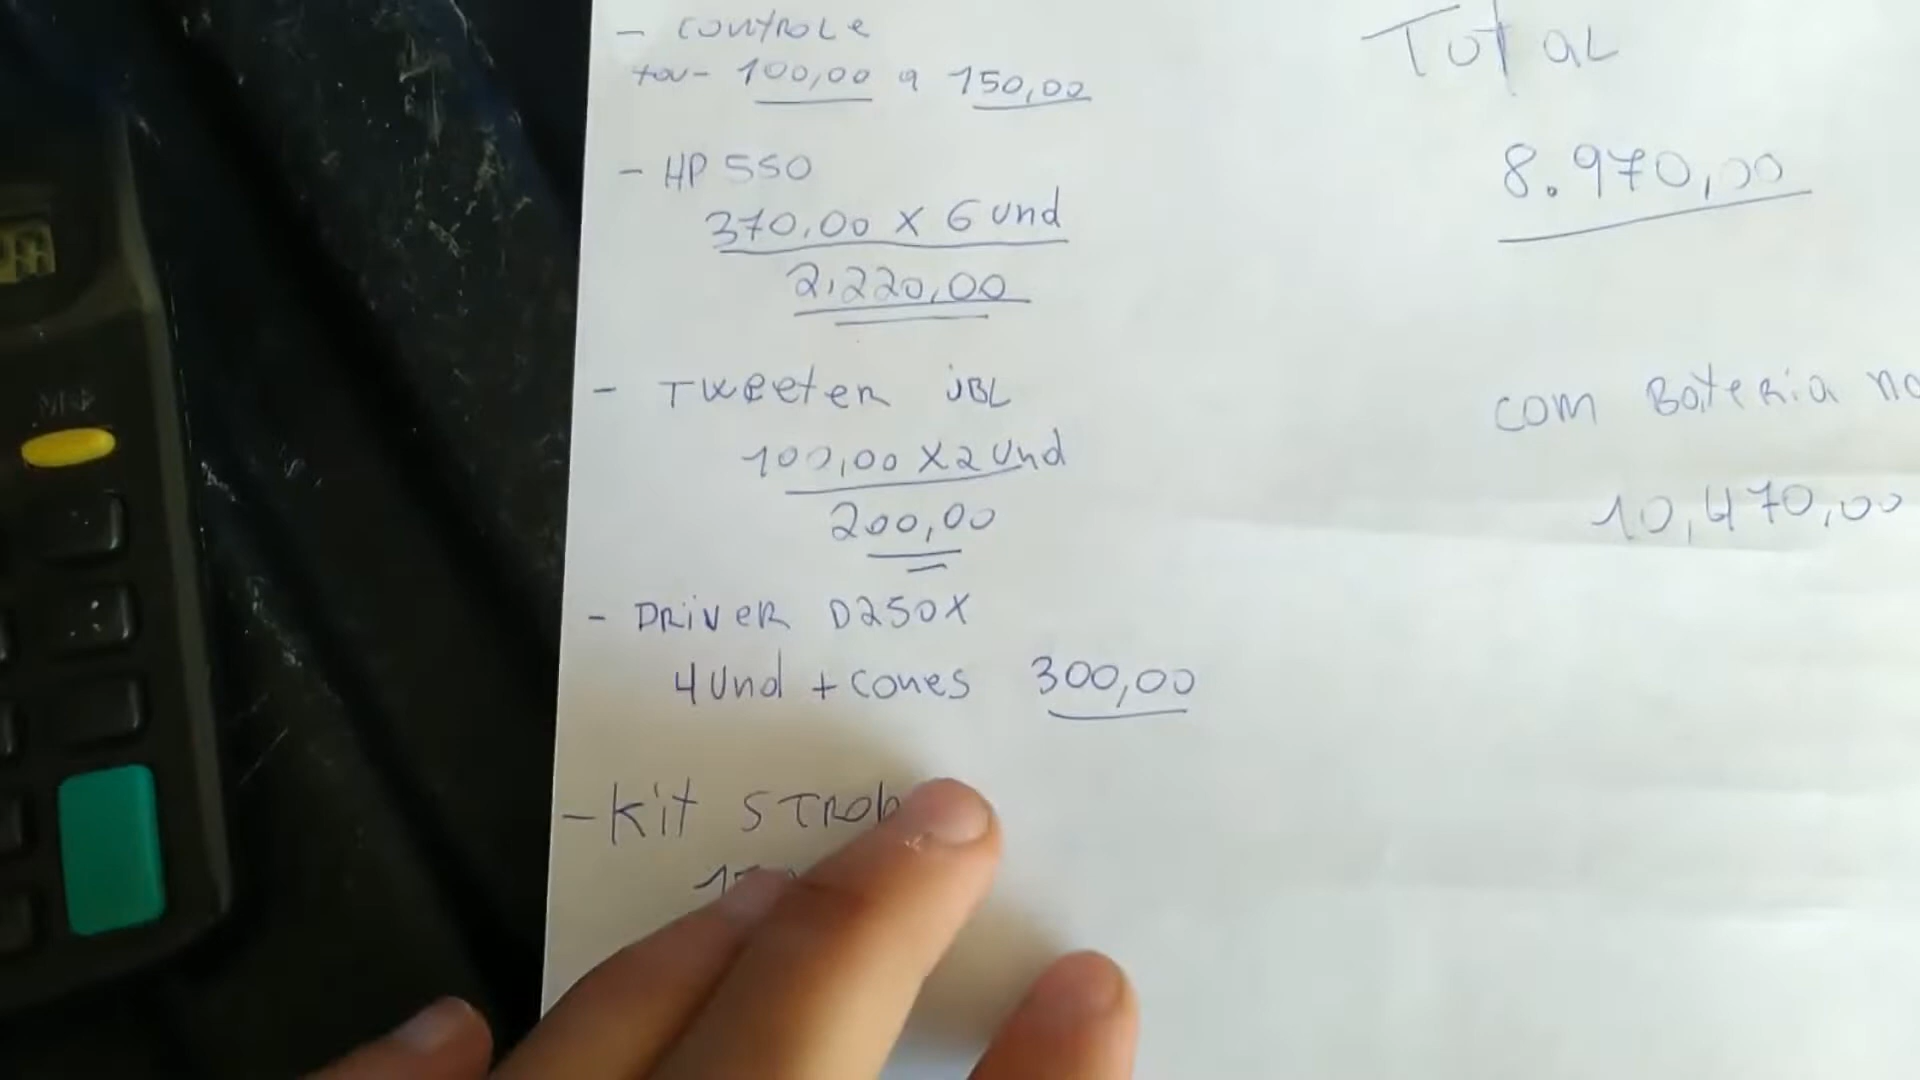 - CONTROLE
100,00 a 150,00
- HP 550
370,00 X 6 und
2.220,00
- TWEETER JBL
100,00 X 2 und
200,00
- DRIVER D250X
4 und + cones 300,00
- Kit
TOTAL
8.970,00
com BATERIA
10,470,00